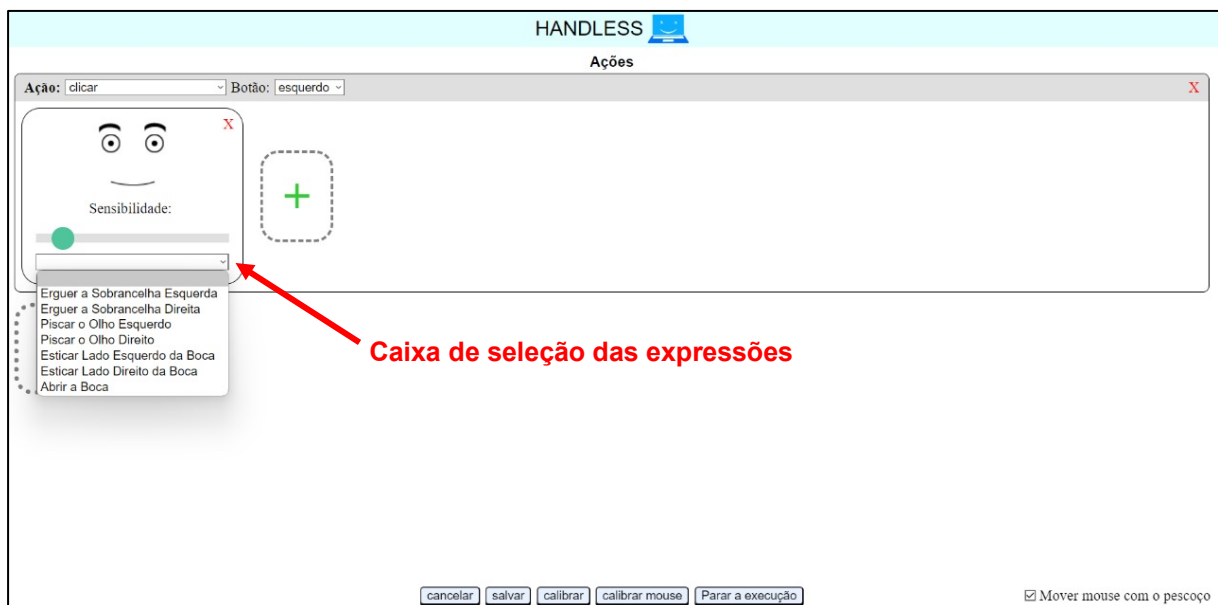 HANDLESS
Ações
Ação: clicar Botão: esquerdo X
X
Sensibilidade:
Erguer a Sobrancelha Esquerda
Erguer a Sobrancelha Direita
Piscar o Olho Esquerdo
Piscar o Olho Direito
Esticar Lado Esquerdo da Boca
Esticar Lado Direito da Boca
Abrir a Boca
Caixa de seleção das expressões
cancelar salvar calibrar calibrar mouse Parar a execução Mover mouse com o pescoço